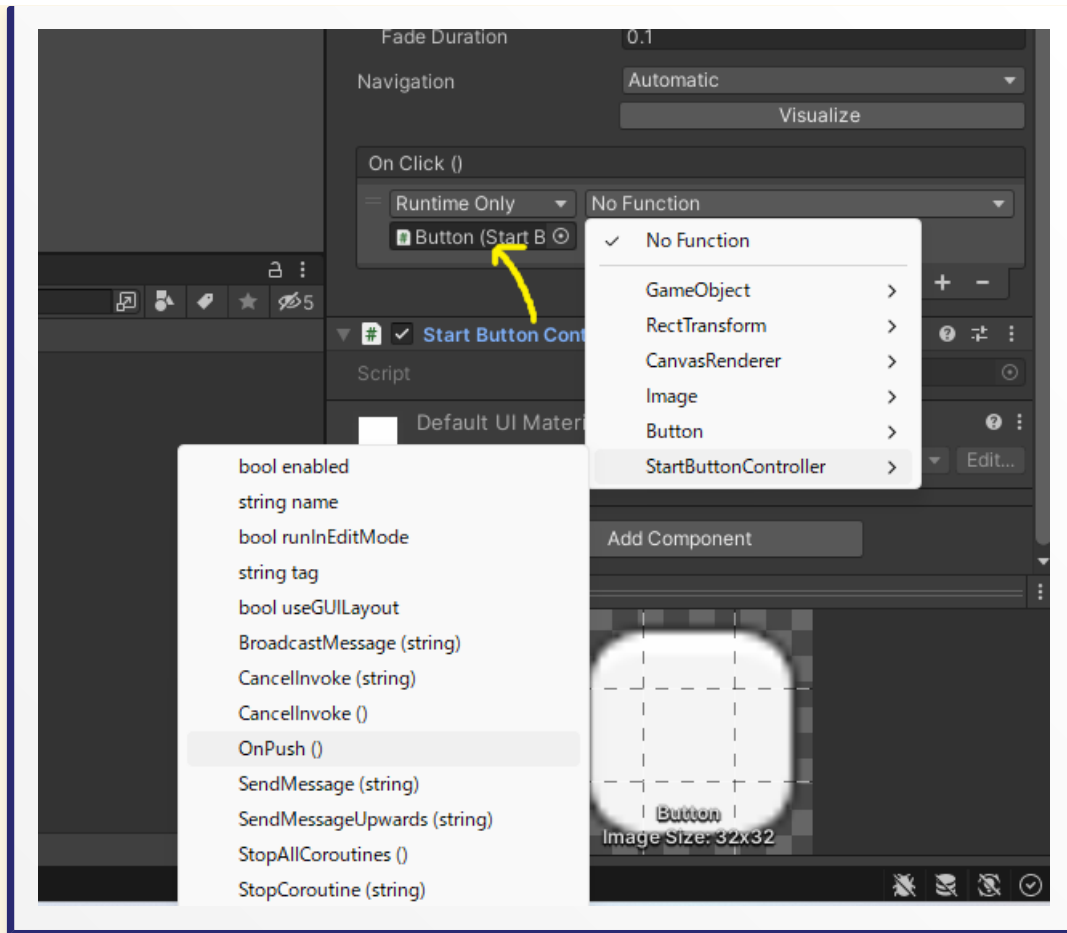 Fade Duration 0.1
Navigation Automatic
Visualize
On Click ()
Runtime Only No Function
Button (Start B
No Function
GameObject
RectTransform
CanvasRenderer
Image
Button
StartButtonController
5
# Start Button Cont
Script
Default UI Materi
Edit...
bool enabled
string name
bool runInEditMode
string tag
bool useGUILayout
BroadcastMessage (string)
CancelInvoke (string)
CancelInvoke ()
OnPush ()
SendMessage (string)
SendMessageUpwards (string)
StopAllCoroutines ()
StopCoroutine (string)
Add Component
Button
Image Size: 32x32